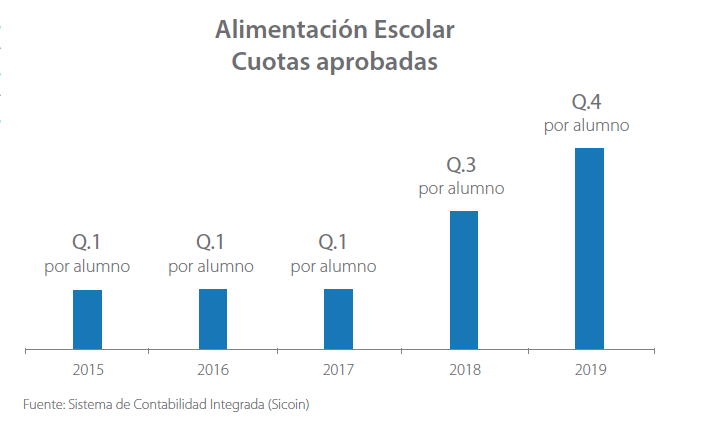 Alimentación Escolar
Cuotas aprobadas
Q.1
por alumno
Q.1
por alumno
Q.1
por alumno
Q.3
por alumno
Q.4
por alumno
2015
2016
2017
2018
2019
Fuente: Sistema de Contabilidad Integrada (Sicoin)